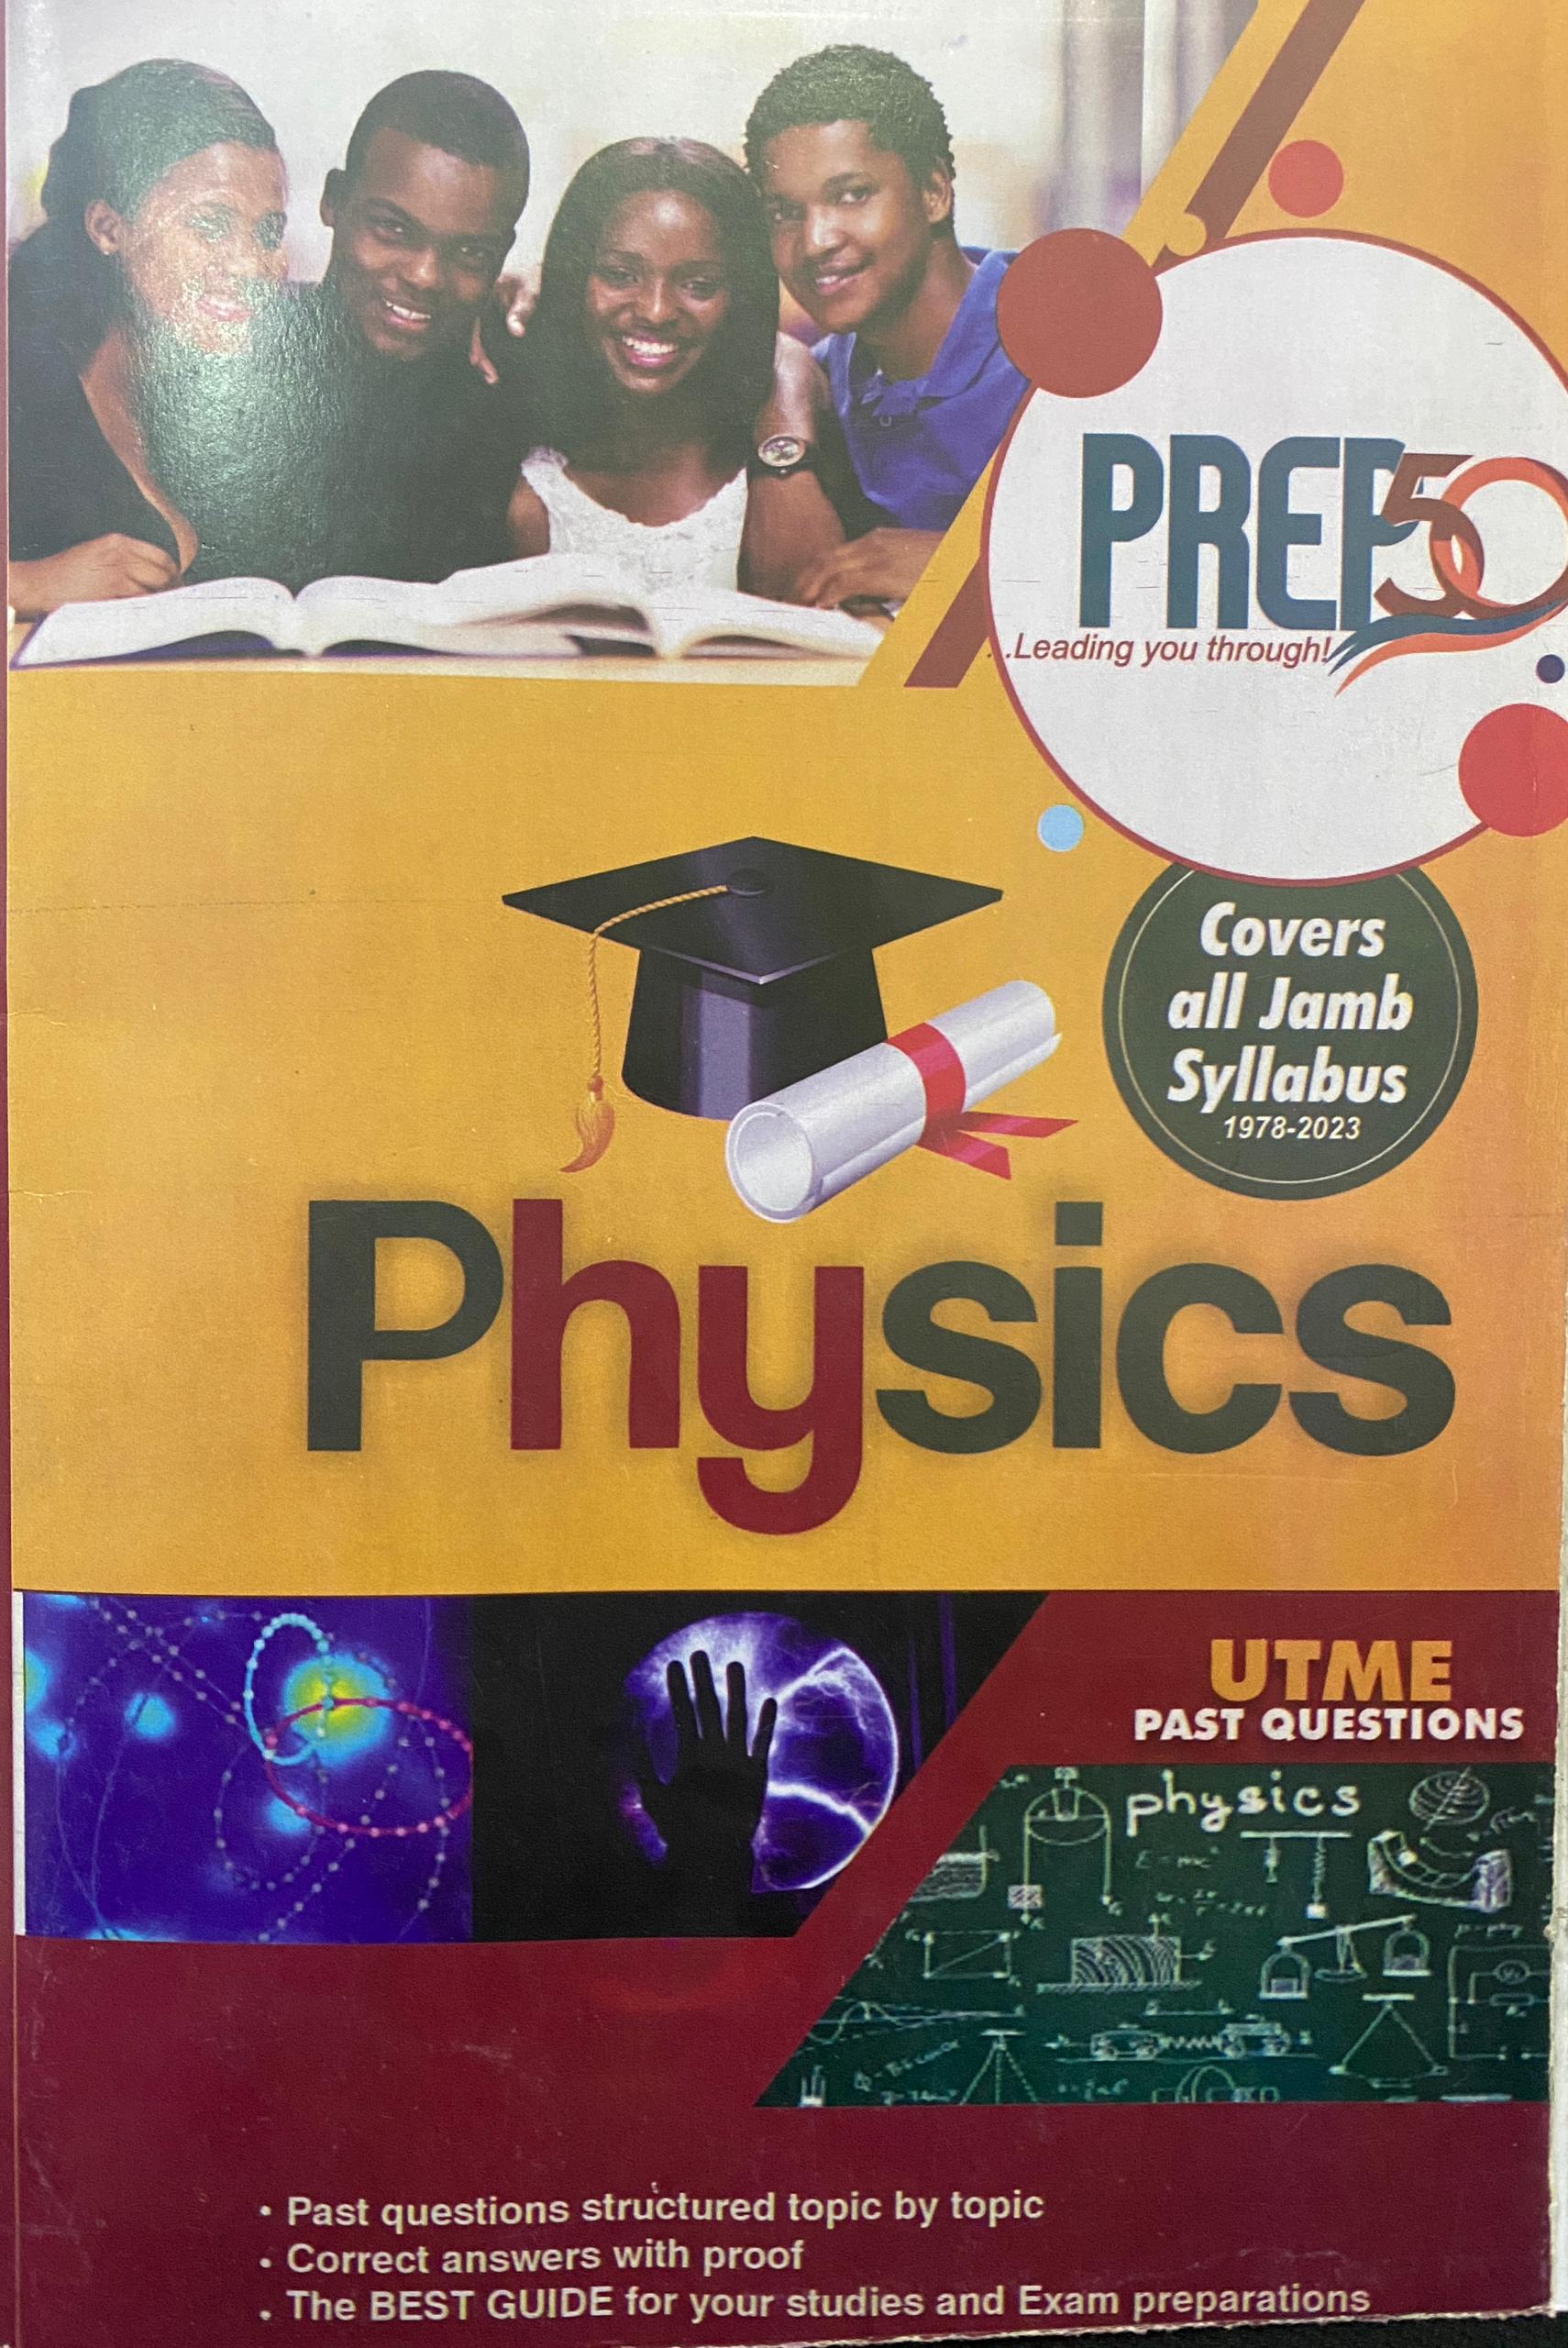 PREP50
...Leading you through!
Covers
all Jamb
Syllabus
1978-2023
Physics
UTME
PAST QUESTIONS
physics
E=mc²
• Past questions structured topic by topic
• Correct answers with proof
• The BEST GUIDE for your studies and Exam preparations